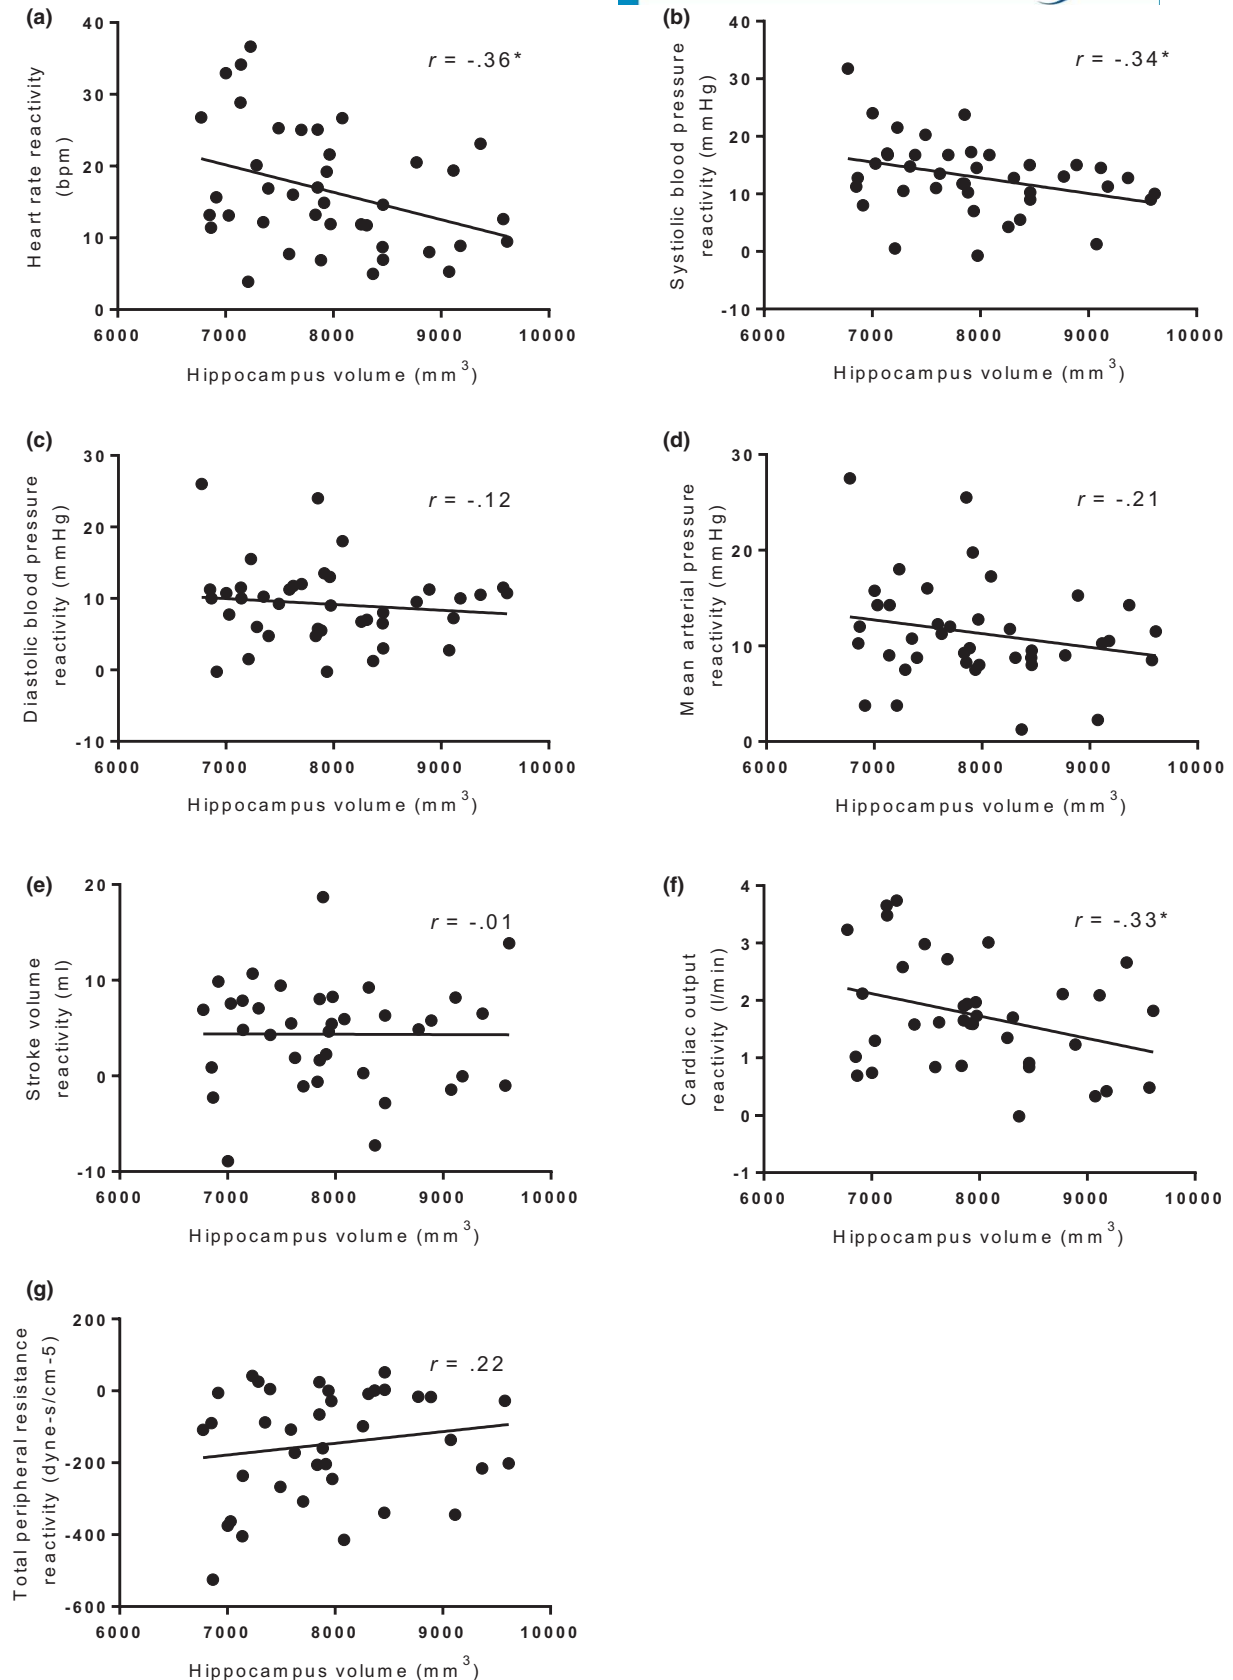 (a)
40
30
20
10
0
Heart rate reactivity
(bpm)
r = -.36*
6000 7000 8000 9000 10000
Hippocampus volume (mm3)
(b)
40
30
20
10
0
-10
Systiolic blood pressure
reactivity (mmHg)
r = -.34*
6000 7000 8000 9000 10000
Hippocampus volume (mm3)
(c)
30
20
10
0
-10
Diastolic blood pressure
reactivity (mmHg)
r = -.12
6000 7000 8000 9000 10000
Hippocampus volume (mm3)
(d)
30
20
10
0
Mean arterial pressure
reactivity (mmHg)
r = -.21
6000 7000 8000 9000 10000
Hippocampus volume (mm3)
(e)
20
10
0
-10
Stroke volume
reactivity (ml)
r = -.01
6000 7000 8000 9000 10000
Hippocampus volume (mm3)
(f)
4
3
2
1
0
-1
Cardiac output
reactivity (l/min)
r = -.33*
6000 7000 8000 9000 10000
Hippocampus volume (mm3)
(g)
200
0
-200
-400
-600
Total peripheral resistance
reactivity (dyne-s/cm-5)
r = .22
6000 7000 8000 9000 10000
Hippocampus volume (mm3)